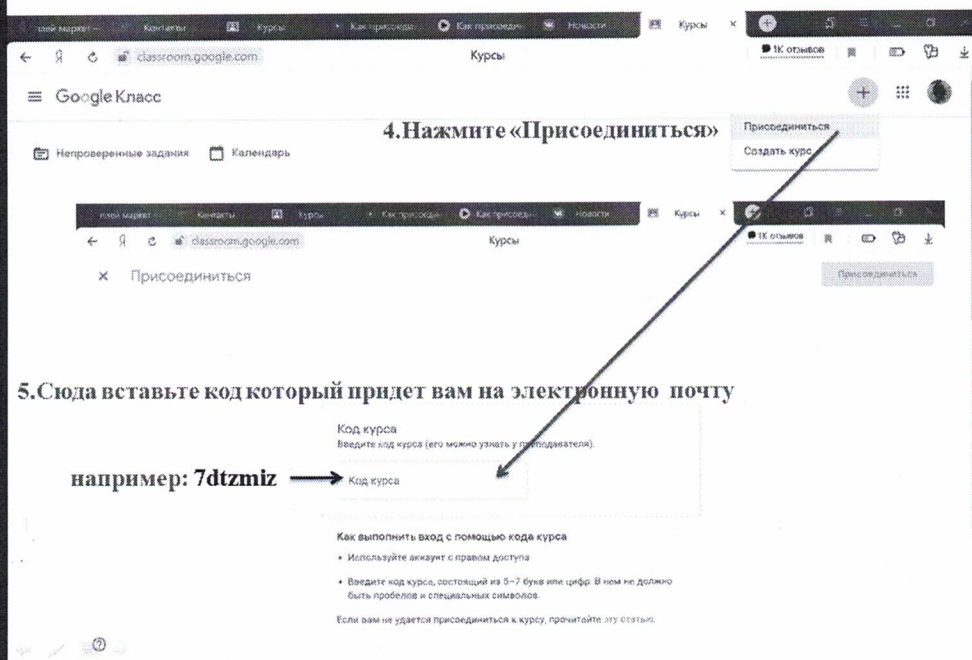 плей маркет –
Контакты
Курсы
Как присоеди
Как присоеди
Новости
Курсы
classroom.google.com
Курсы
1К отзывов
Google Класс
4.Нажмите «Присоединиться»
Присоединиться
Создать курс
Непроверенные задания
Календарь
плей маркет –
Контакты
Курсы
Как присоеди
Как присоеди
Новости
Курсы
classroom.google.com
Курсы
1К отзывов
Присоединиться
Присоединиться
5.Сюда вставьте код который придет вам на электронную почту
Код курса
Введите код курса (его можно узнать у преподавателя).
например: 7dtzmiz
Код курса
Как выполнить вход с помощью кода курса
• Используйте аккаунт с правом доступа
• Введите код курса, состоящий из 5–7 букв или цифр. В нем не должно
быть пробелов и специальных символов.
Если вам не удается присоединиться к курсу, прочитайте эту статью.